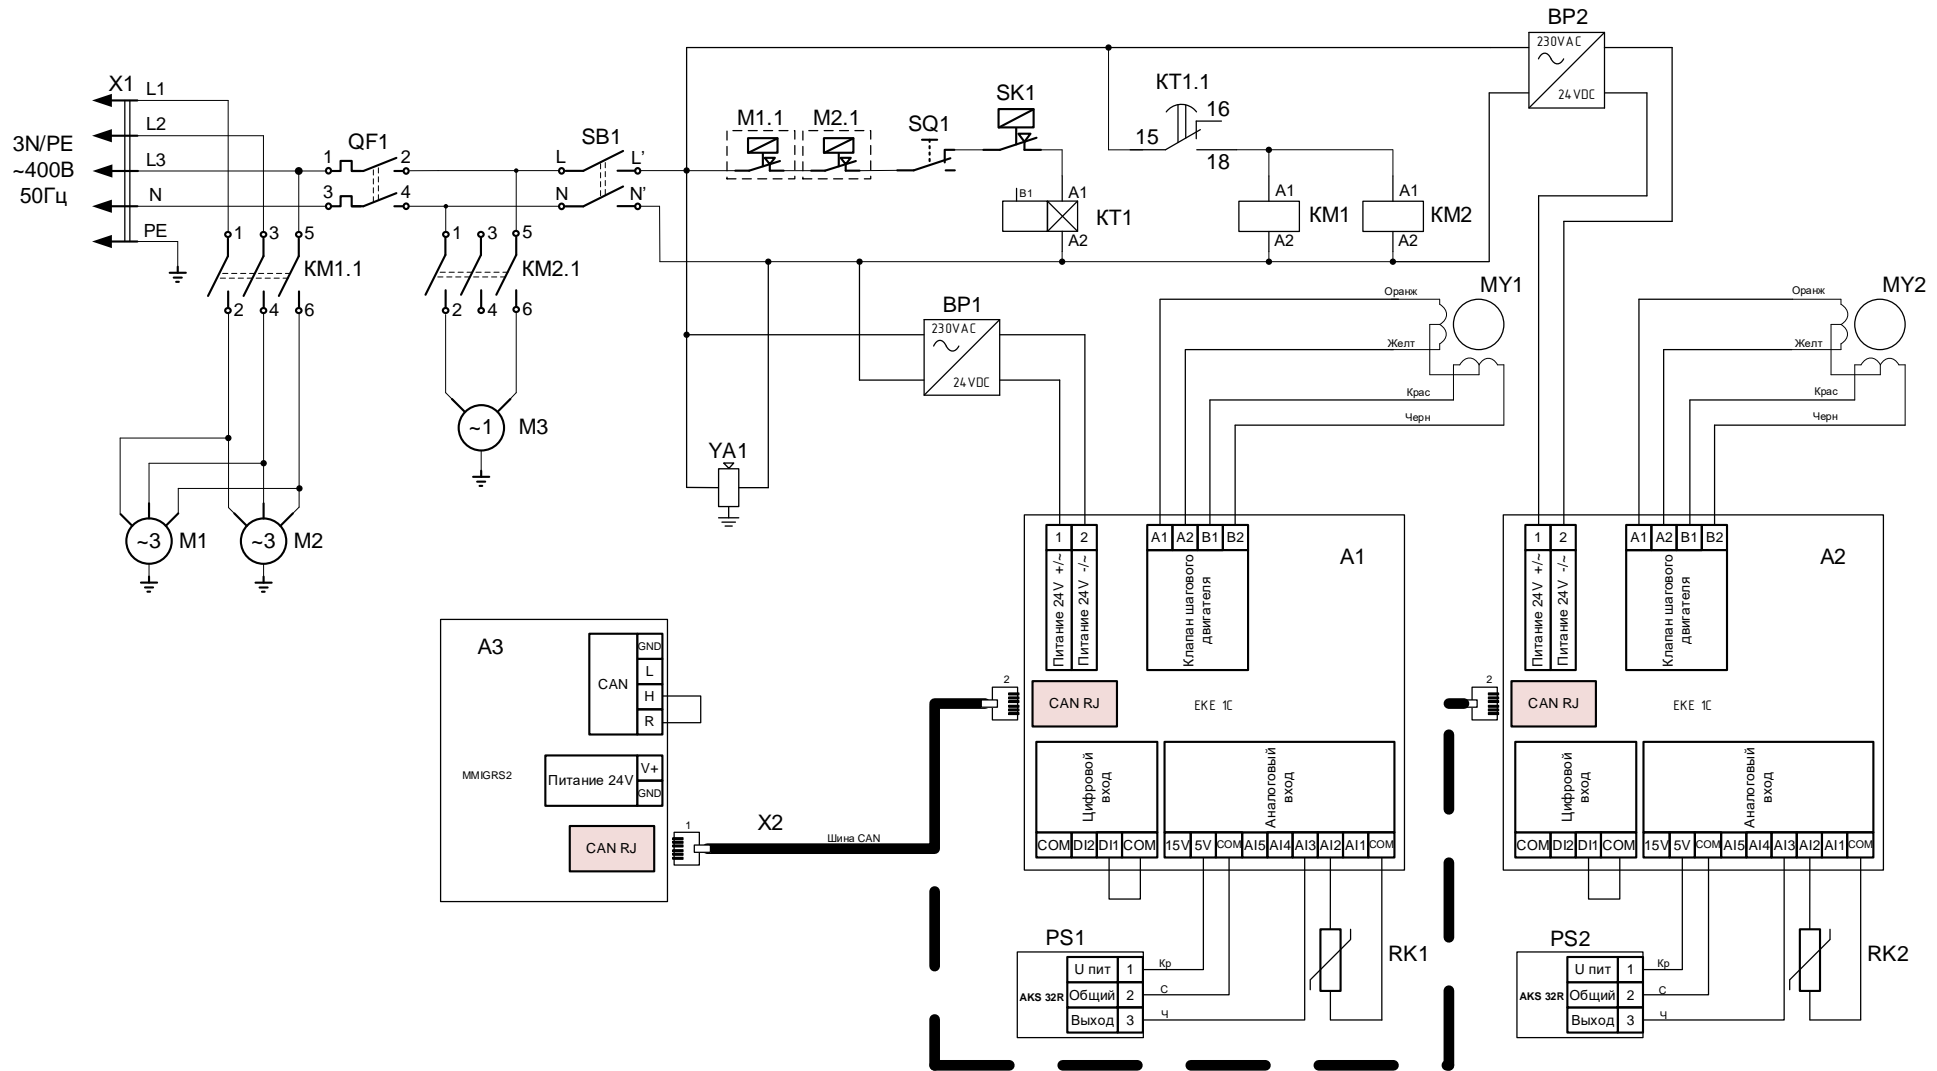 BP2
230VAC
24VDC
X1
L1
L2
L3
N
PE
3N/PE
~400В
50Гц
QF1
1
2
3
4
SB1
L
L'
N
N'
M1.1
M2.1
SQ1
SK1
KT1.1
15
16
18
B1
A1
A2
KT1
A1
A2
KM1
A1
A2
KM2
1
3
5
KM1.1
2
4
6
1
3
5
KM2.1
2
4
6
BP1
230VAC
24VDC
Оранж
MY1
Желт
Крас
Черн
Оранж
MY2
Желт
Крас
Черн
~1
M3
YA1
~3
M1
~3
M2
1
2
Питание 24V +/~
Питание 24V -/~
A1
A2
B1
B2
Клапан шагового
двигателя
A1
1
2
Питание 24V +/~
Питание 24V -/~
A1
A2
B1
B2
Клапан шагового
двигателя
A2
A3
CAN
GND
L
H
R
MMIGRS2
Питание 24V
V+
GND
CAN RJ
1
X2
Шина CAN
2
CAN RJ
EKE 1C
Цифровой
вход
Аналоговый
вход
COM
DI2
DI1
COM
15V
5V
COM
AI5
AI4
AI3
AI2
AI1
COM
2
CAN RJ
EKE 1C
Цифровой
вход
Аналоговый
вход
COM
DI2
DI1
COM
15V
5V
COM
AI5
AI4
AI3
AI2
AI1
COM
PS1
AKS 32R
U пит
1
Кр
Общий
2
С
Выход
3
Ч
RK1
PS2
AKS 32R
U пит
1
Кр
Общий
2
С
Выход
3
Ч
RK2